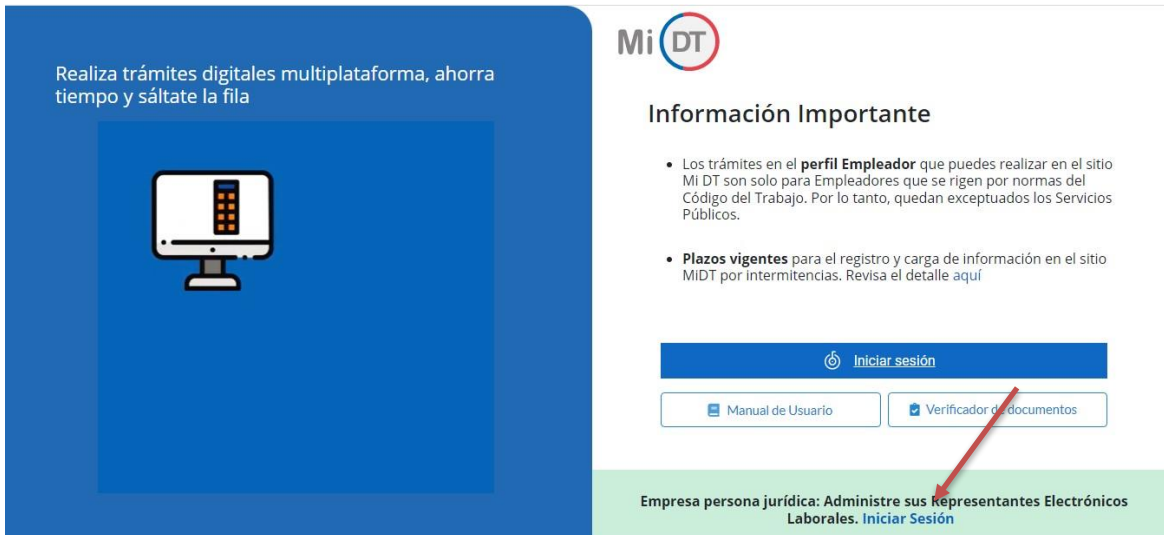 Realiza trámites digitales multiplataforma, ahorra
tiempo y sáltate la fila
Mi DT
Información Importante
• Los trámites en el perfil Empleador que puedes realizar en el sitio
Mi DT son solo para Empleadores que se rigen por normas del
Código del Trabajo. Por lo tanto, quedan exceptuados los Servicios
Públicos.
• Plazos vigentes para el registro y carga de información en el sitio
MiDT por intermitencias. Revisa el detalle aquí
Iniciar sesión
Manual de Usuario
Verificador de documentos
Empresa persona jurídica: Administre sus Representantes Electrónicos
Laborales. Iniciar Sesión